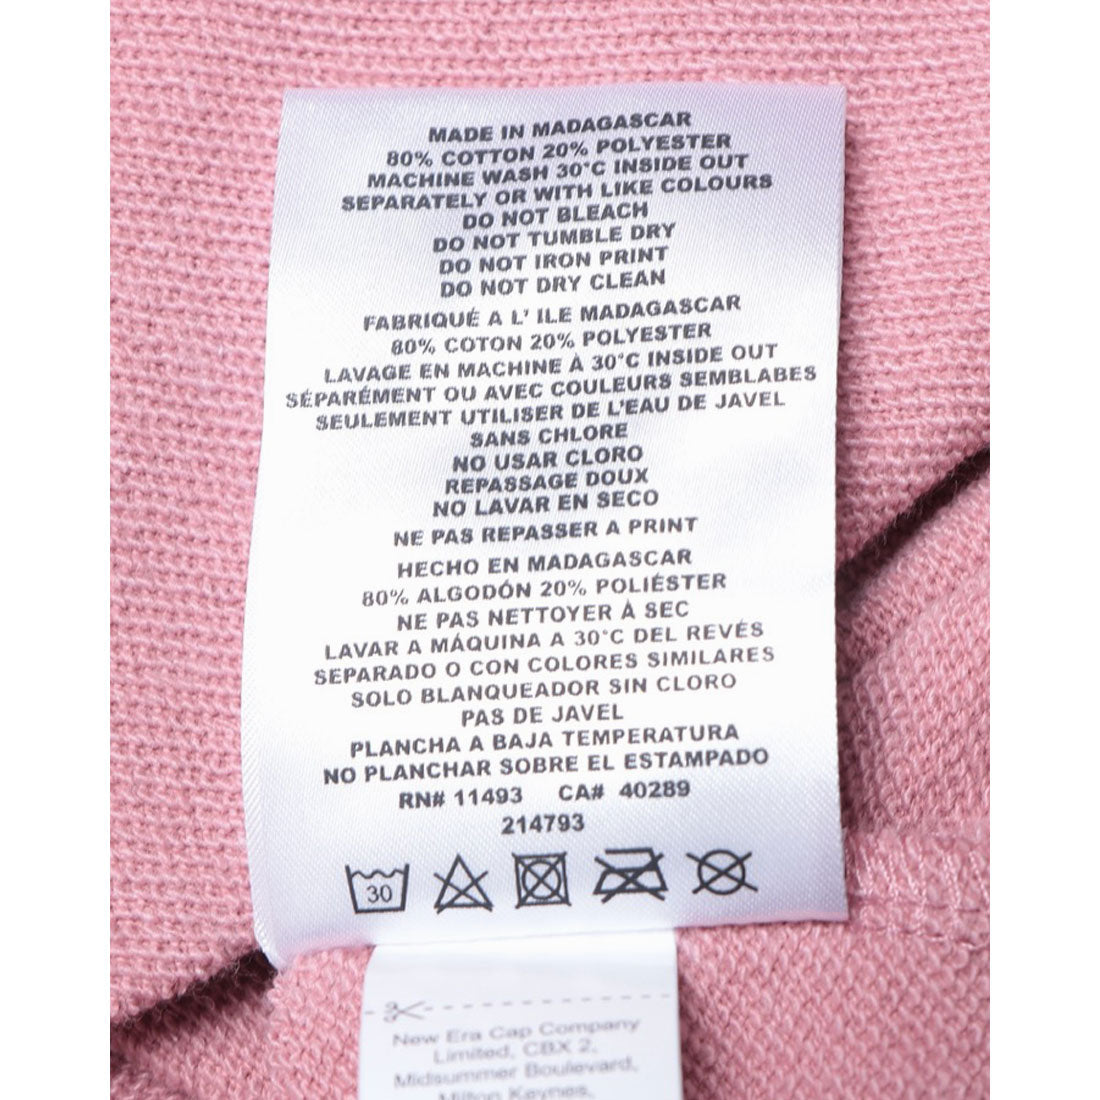 MADE IN MADAGASCAR
80% COTTON 20% POLYESTER
MACHINE WASH 30°C INSIDE OUT
SEPARATELY OR WITH LIKE COLOURS
DO NOT BLEACH
DO NOT TUMBLE DRY
DO NOT IRON PRINT
DO NOT DRY CLEAN
FABRIQUÉ A L' ILE MADAGASCAR
80% COTON 20% POLYESTER
LAVAGE EN MACHINE À 30°C INSIDE OUT
SÉPARÉMENT OU AVEC COULEURS SEMBLABES
SEULEMENT UTILISER DE L'EAU DE JAVEL
SANS CHLORE
NO USAR CLORO
REPASSAGE DOUX
NO LAVAR EN SECO
NE PAS REPASSER A PRINT
HECHO EN MADAGASCAR
80% ALGODÓN 20% POLIÉSTER
NE PAS NETTOYER À SEC
LAVAR A MÁQUINA A 30°C DEL REVÉS
SEPARADO O CON COLORES SIMILARES
SOLO BLANQUEADOR SIN CLORO
PAS DE JAVEL
PLANCHA A BAJA TEMPERATURA
NO PLANCHAR SOBRE EL ESTAMPADO
RN# 11493 CA# 40289
214793
30
New Era Cap Company
Limited, CBX 2,
Midsummer Boulevard,
Milton Keynes,